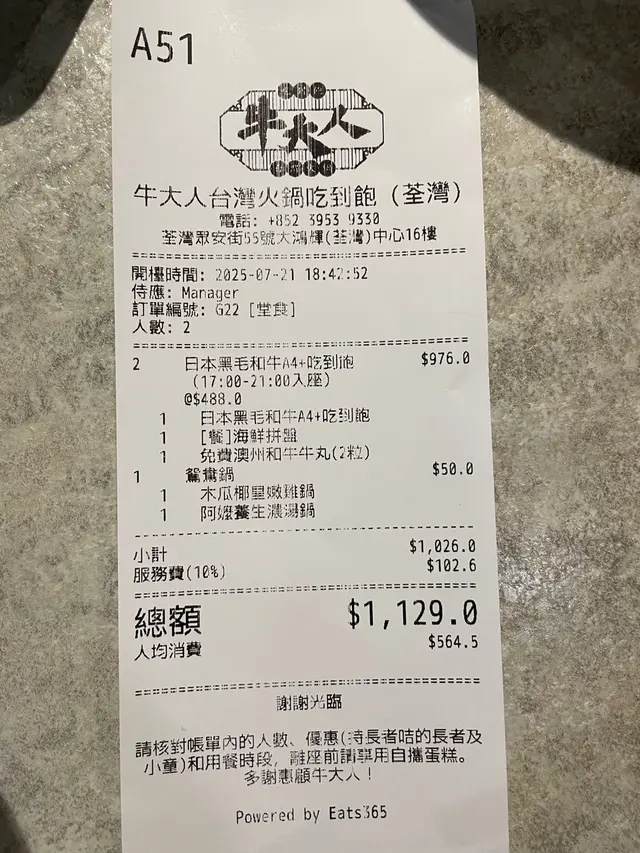 A51
牛大人
牛大人台灣火鍋吃到飽 (荃灣)
電話: +852 3953 9330
荃灣眾安街55號大鴻輝(荃灣)中心16樓
開檯時間: 2025-07-21 18:42:52
侍應: Manager
訂單編號: G22 [堂食]
人數: 2
2 日本黑毛和牛A4+吃到飽 $976.0
(17:00-21:00入座)
@$488.0
1 日本黑毛和牛A4+吃到飽
1 [餐]海鮮拼盤
1 免費澳州和牛牛丸(2粒)
1 鴛鴦鍋 $50.0
1 木瓜椰皇嫩雞鍋
1 阿嬤養生濃湯鍋
小計 $1,026.0
服務費(10%) $102.6
總額 $1,129.0
人均消費 $564.5
謝謝光臨
請核對帳單內的人數、優惠(持長者咭的長者及
小童)和用餐時段, 離座前請享用自攜蛋糕。
多謝惠顧牛大人!
Powered by Eats365